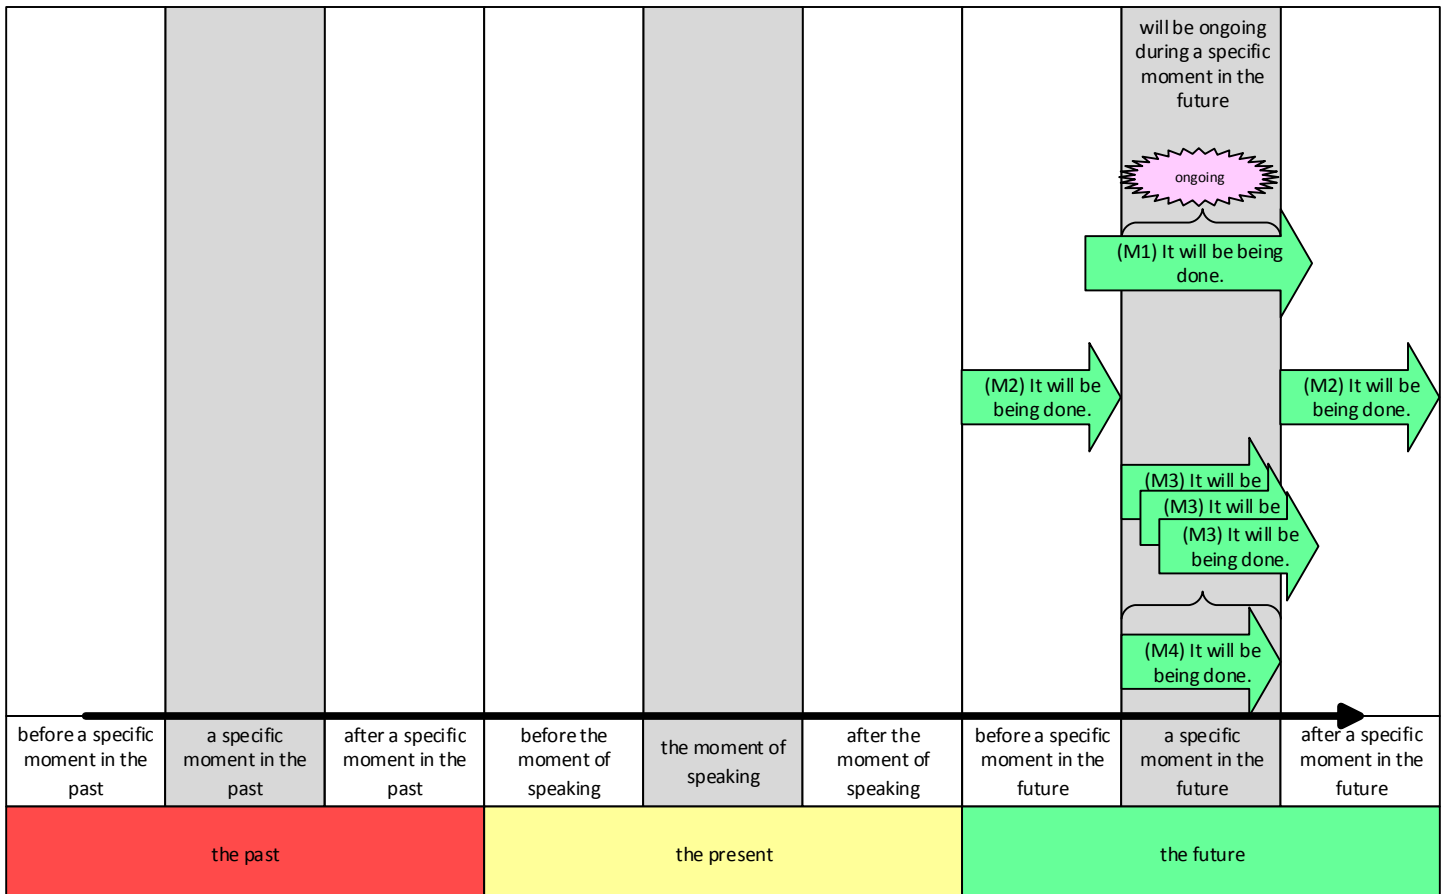 will be ongoing
during a specific
moment in the
future
ongoing
(M1) It will be being
done.
(M2) It will be
being done.
(M2) It will be
being done.
(M3) It will be
(M3) It will be
(M3) It will be
being done.
(M4) It will be
being done.
before a specific
moment in the
past
a specific
moment in the
past
after a specific
moment in the
past
before the
moment of
speaking
the moment of
speaking
after the
moment of
speaking
before a specific
moment in the
future
a specific
moment in the
future
after a specific
moment in the
future
the past
the present
the future